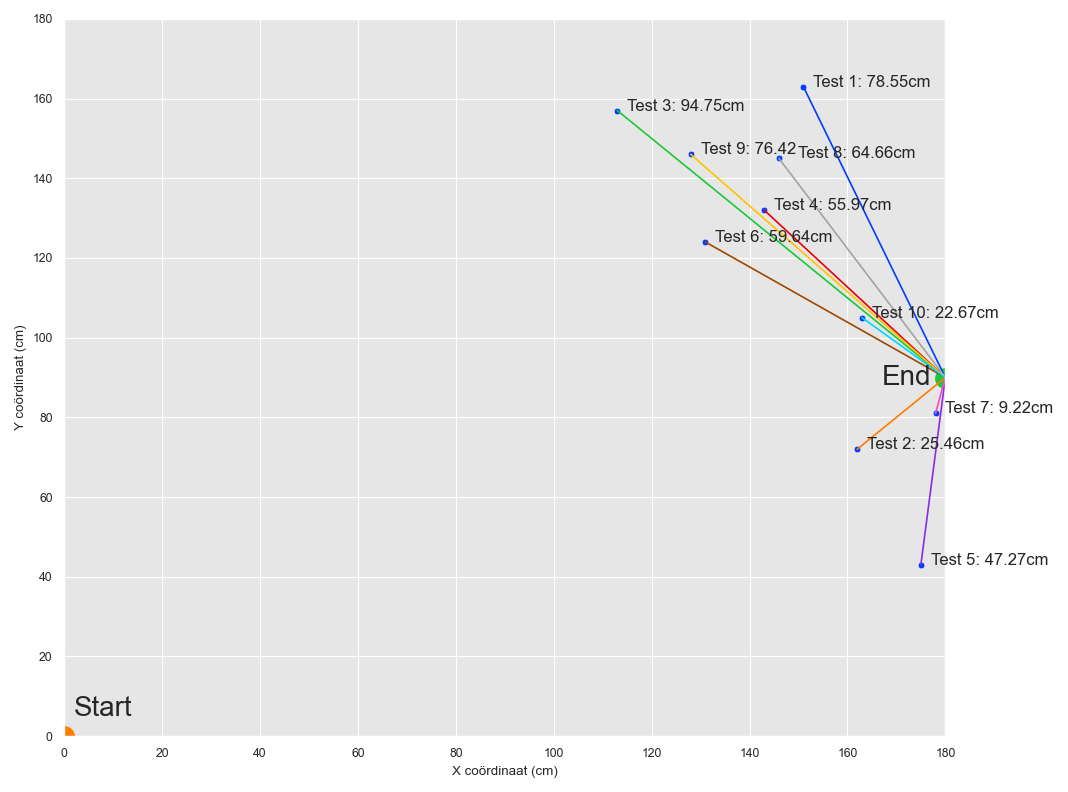 180
160
140
120
100
80
60
40
20
0
Y coördinaat (cm)
Test 1: 78.55cm
Test 3: 94.75cm
Test 9: 76.42
Test 8: 64.66cm
Test 4: 55.97cm
Test 6: 59.64cm
Test 10: 22.67cm
End
Test 7: 9.22cm
Test 2: 25.46cm
Test 5: 47.27cm
Start
0 20 40 60 80 100 120 140 160 180
X coördinaat (cm)